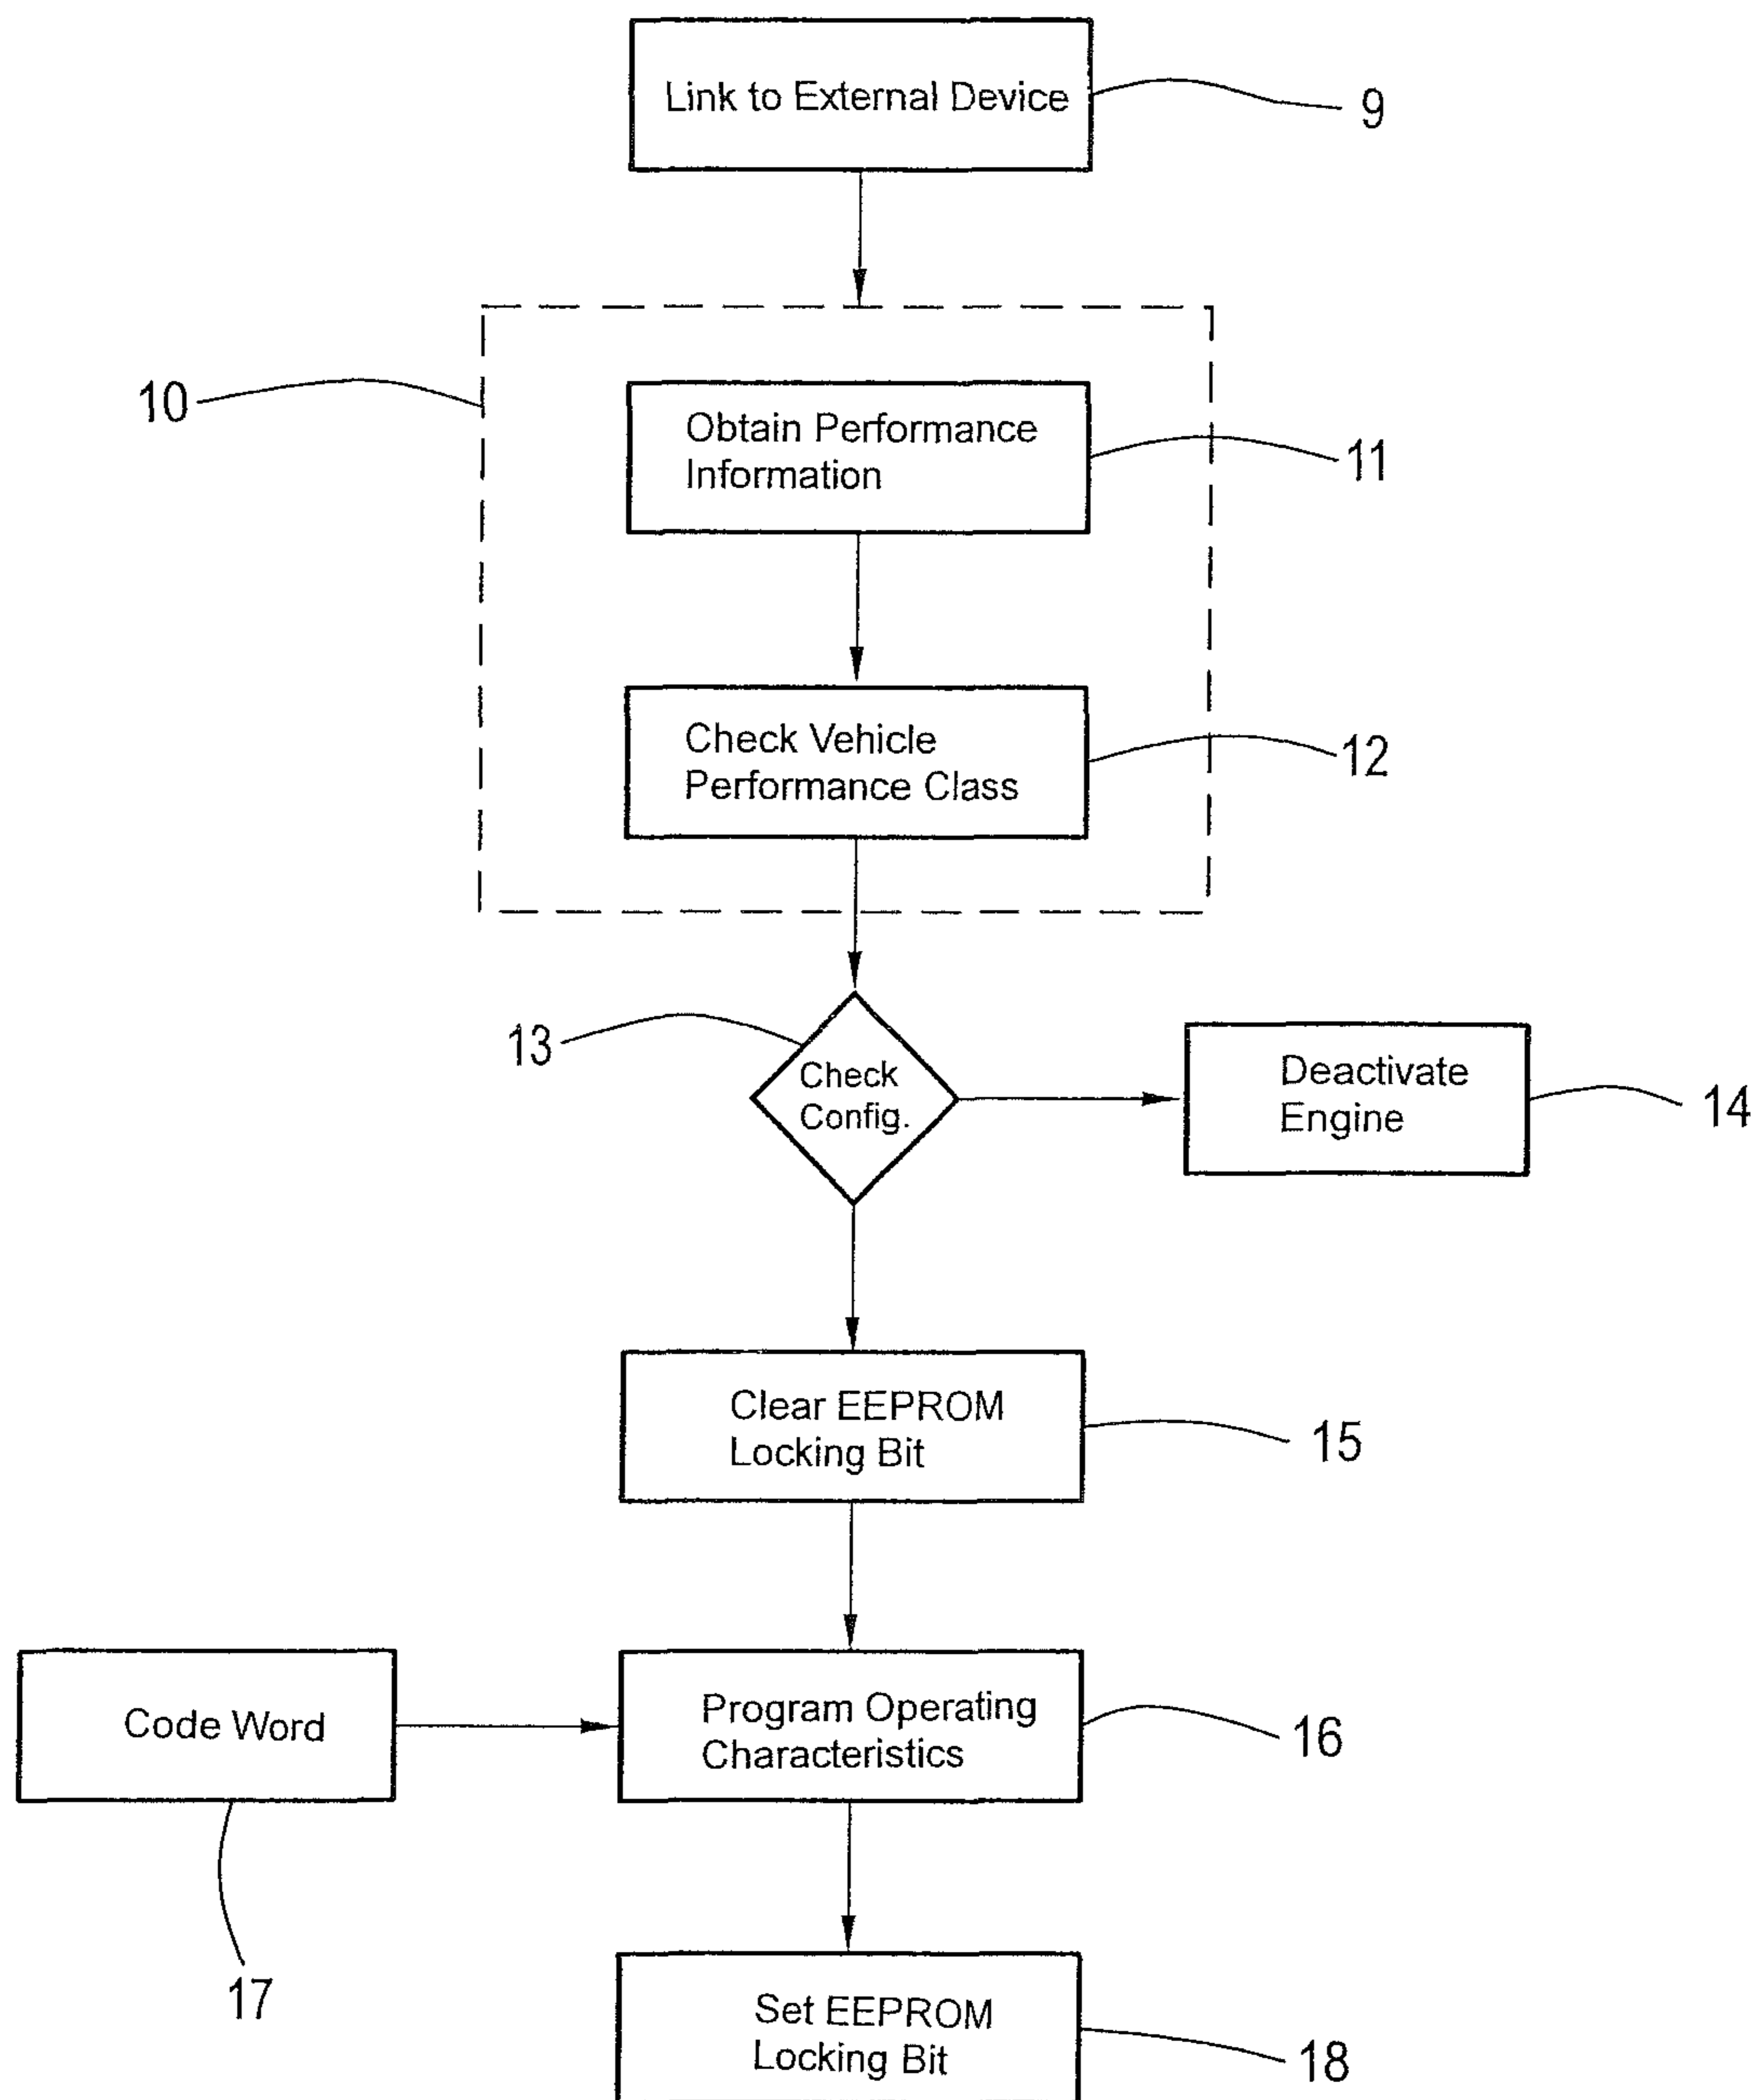 Link to External Device
9
10
Obtain Performance
Information
11
Check Vehicle
Performance Class
12
13
Check
Config.
Deactivate
Engine
14
Clear EEPROM
Locking Bit
15
Code Word
Program Operating
Characteristics
16
17
Set EEPROM
Locking Bit
18